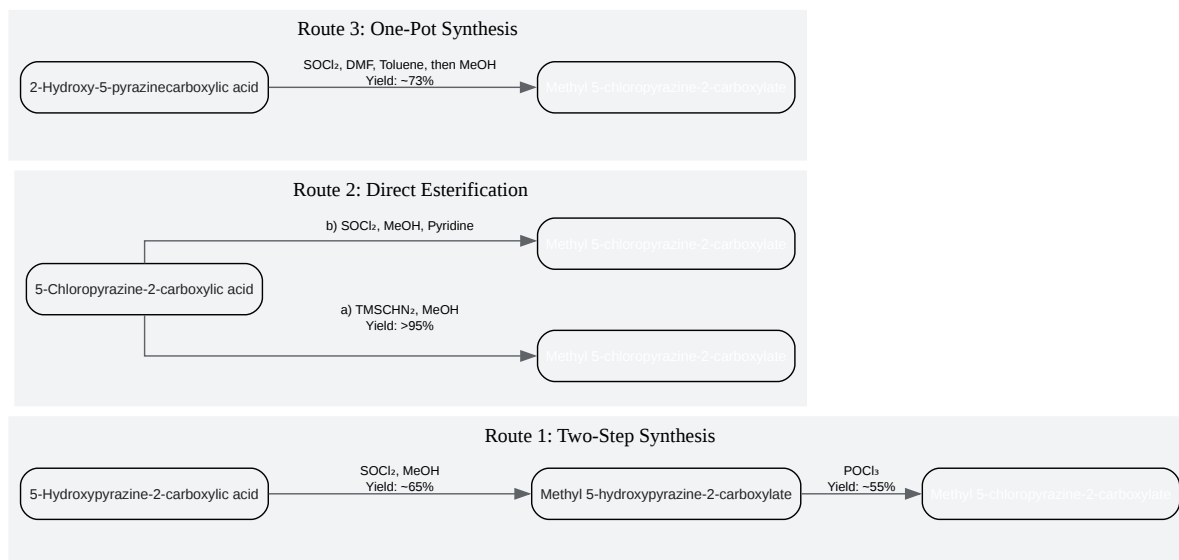 Route 3: One-Pot Synthesis
2-Hydroxy-5-pyrazinecarboxylic acid
SOCl₂, DMF, Toluene, then MeOH
Yield: ~73%
Methyl 5-chloropyrazine-2-carboxylate
Route 2: Direct Esterification
b) SOCl₂, MeOH, Pyridine
Methyl 5-chloropyrazine-2-carboxylate
5-Chloropyrazine-2-carboxylic acid
a) TMSCHN₂, MeOH
Yield: >95%
Methyl 5-chloropyrazine-2-carboxylate
Route 1: Two-Step Synthesis
5-Hydroxypyrazine-2-carboxylic acid
SOCl₂, MeOH
Yield: ~65%
Methyl 5-hydroxypyrazine-2-carboxylate
POCl₃
Yield: ~55%
Methyl 5-chloropyrazine-2-carboxylate